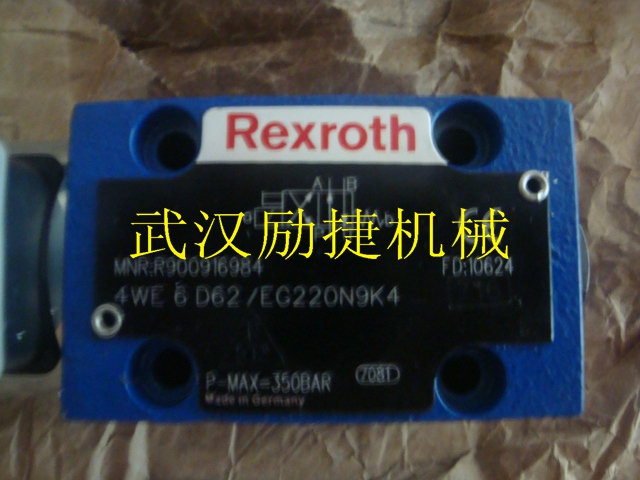 Rexroth
A B
武汉励捷机械
MNR:R900916984 FD:10624
4WE 6 D62/EG220N9K4
P-MAX=350BAR 7081
Made in Germany